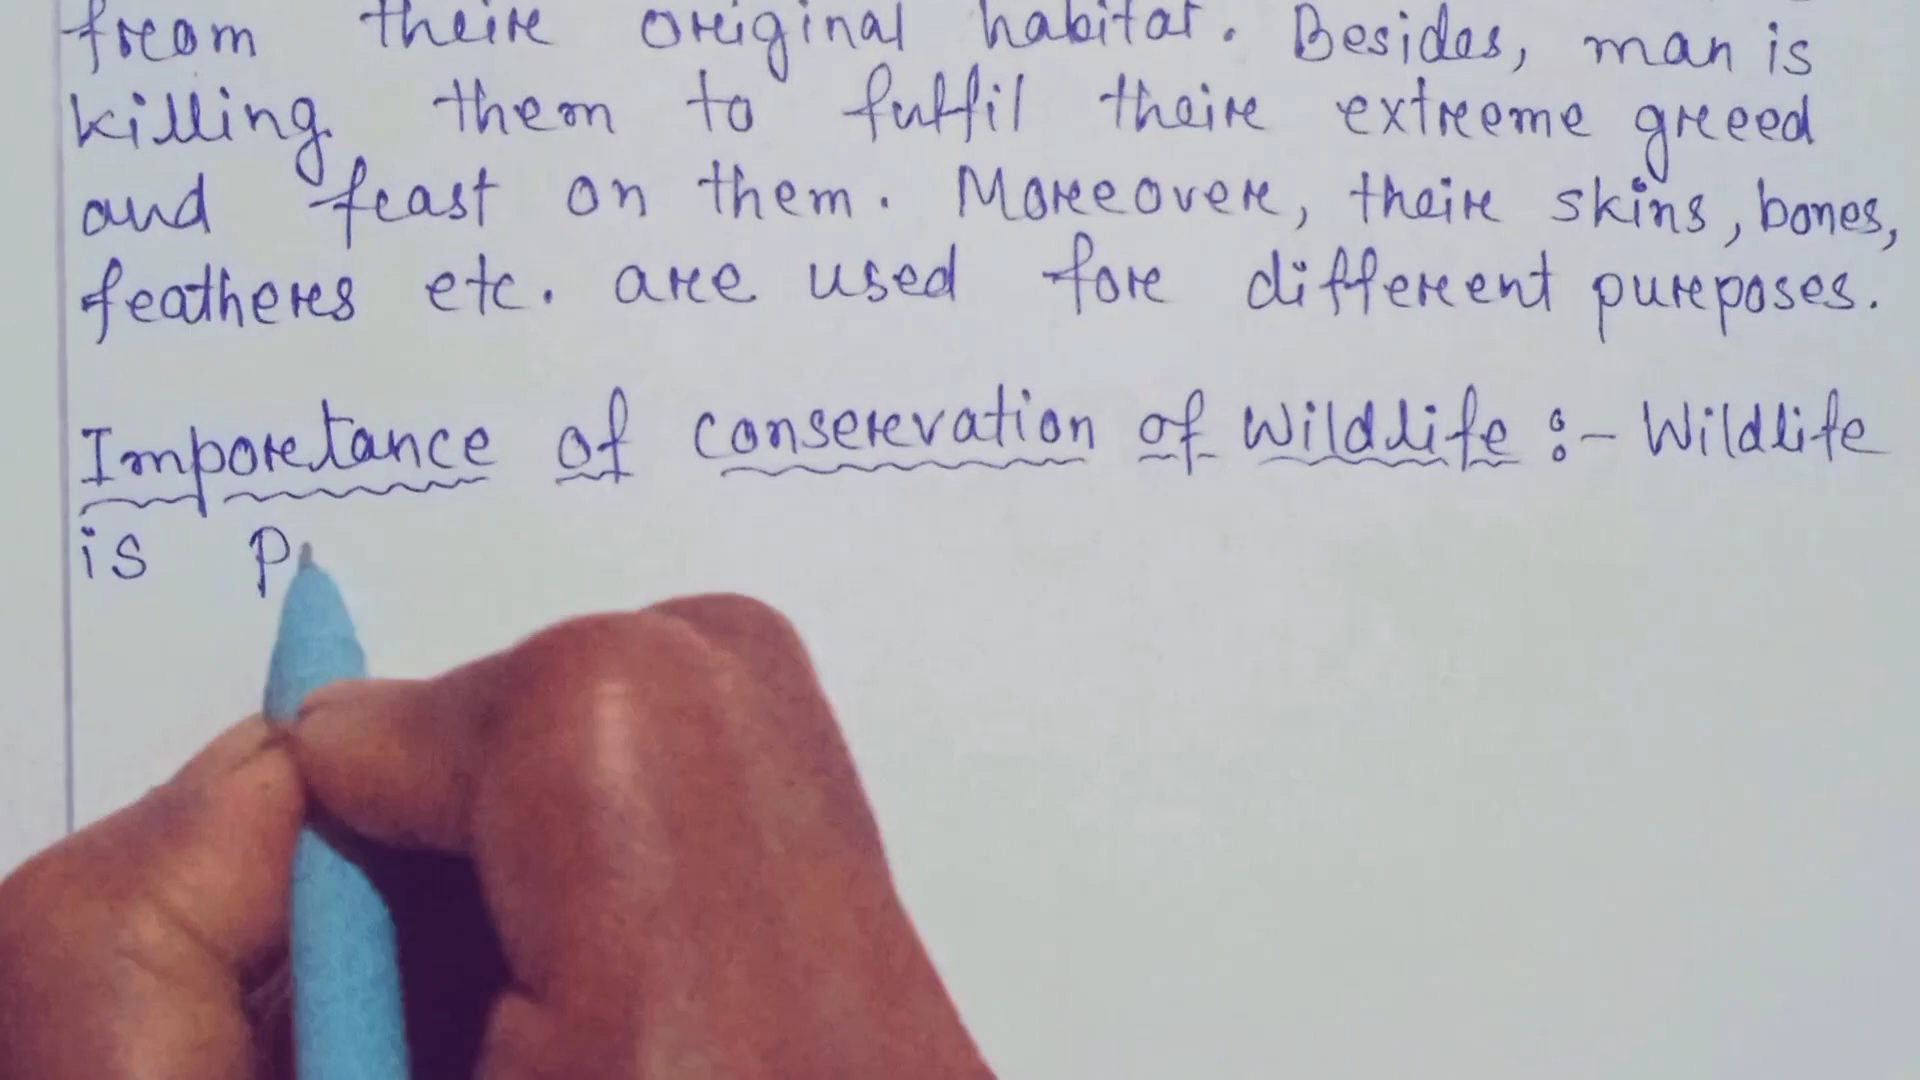 from their original habitat. Besides, man is
killing them to fulfil their extreme greed
and feast on them. Moreover, their skins, bones,
feathers etc. are used for different purposes.
Importance of conservation of Wildlife :- Wildlife
is p